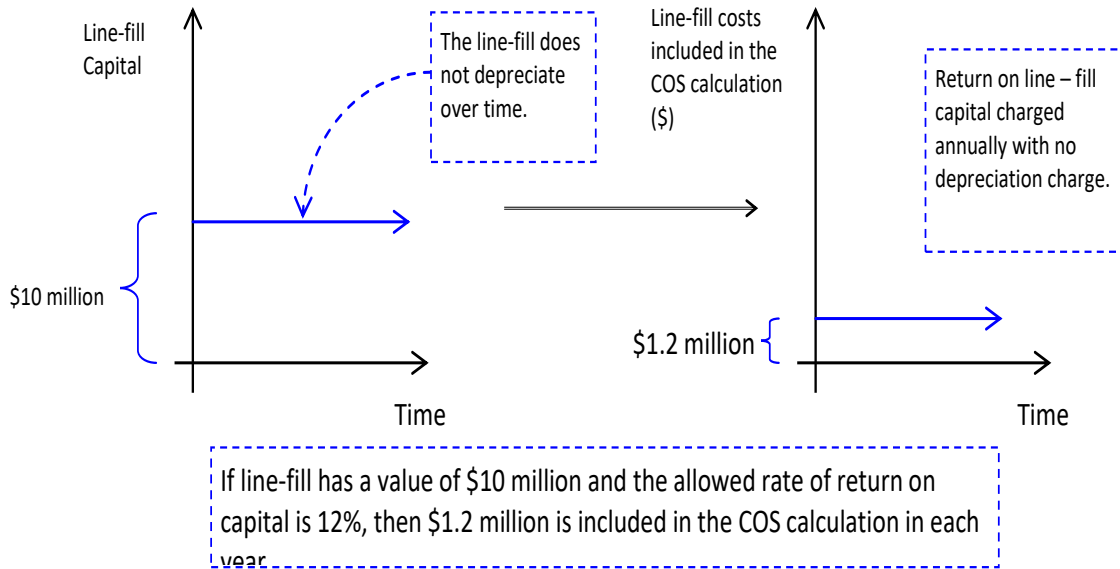 Line-fill
Capital
The line-fill does
not depreciate
over time.
$10 million
Time
Line-fill costs
included in the
COS calculation
($)
Return on line – fill
capital charged
annually with no
depreciation charge.
$1.2 million
Time
If line-fill has a value of $10 million and the allowed rate of return on
capital is 12%, then $1.2 million is included in the COS calculation in each
year